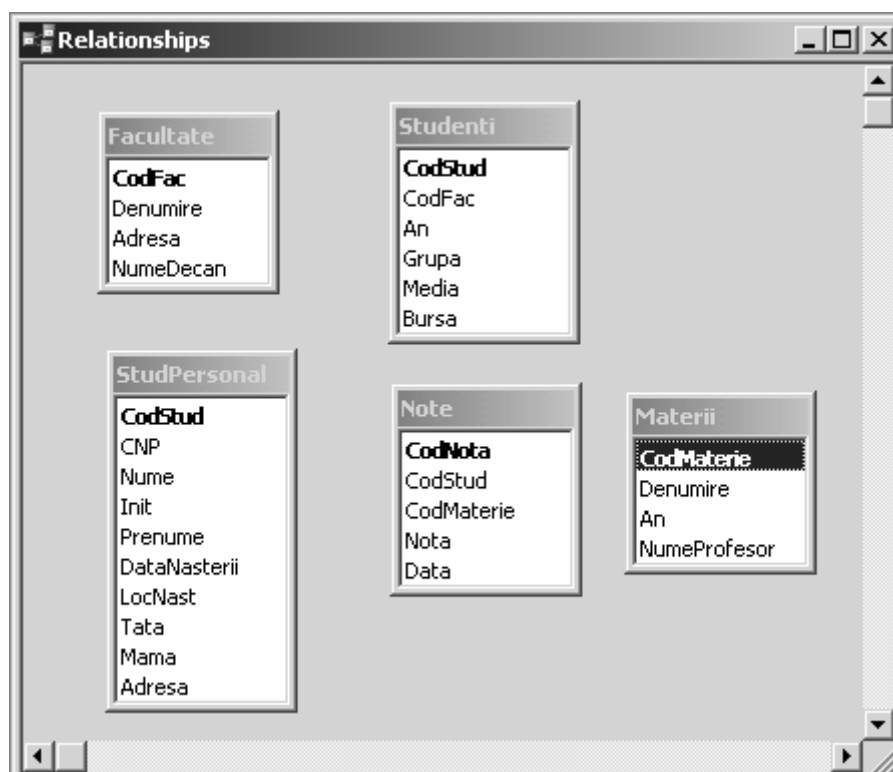 Relationships
Facultate
CodFac
Denumire
Adresa
NumeDecan
Studenti
CodStud
CodFac
An
Grupa
Media
Bursa
StudPersonal
CodStud
CNP
Nume
Init
Prenume
DataNasterii
LocNast
Tata
Mama
Adresa
Note
CodNota
CodStud
CodMaterie
Nota
Data
Materii
CodMaterie
Denumire
An
NumeProfesor